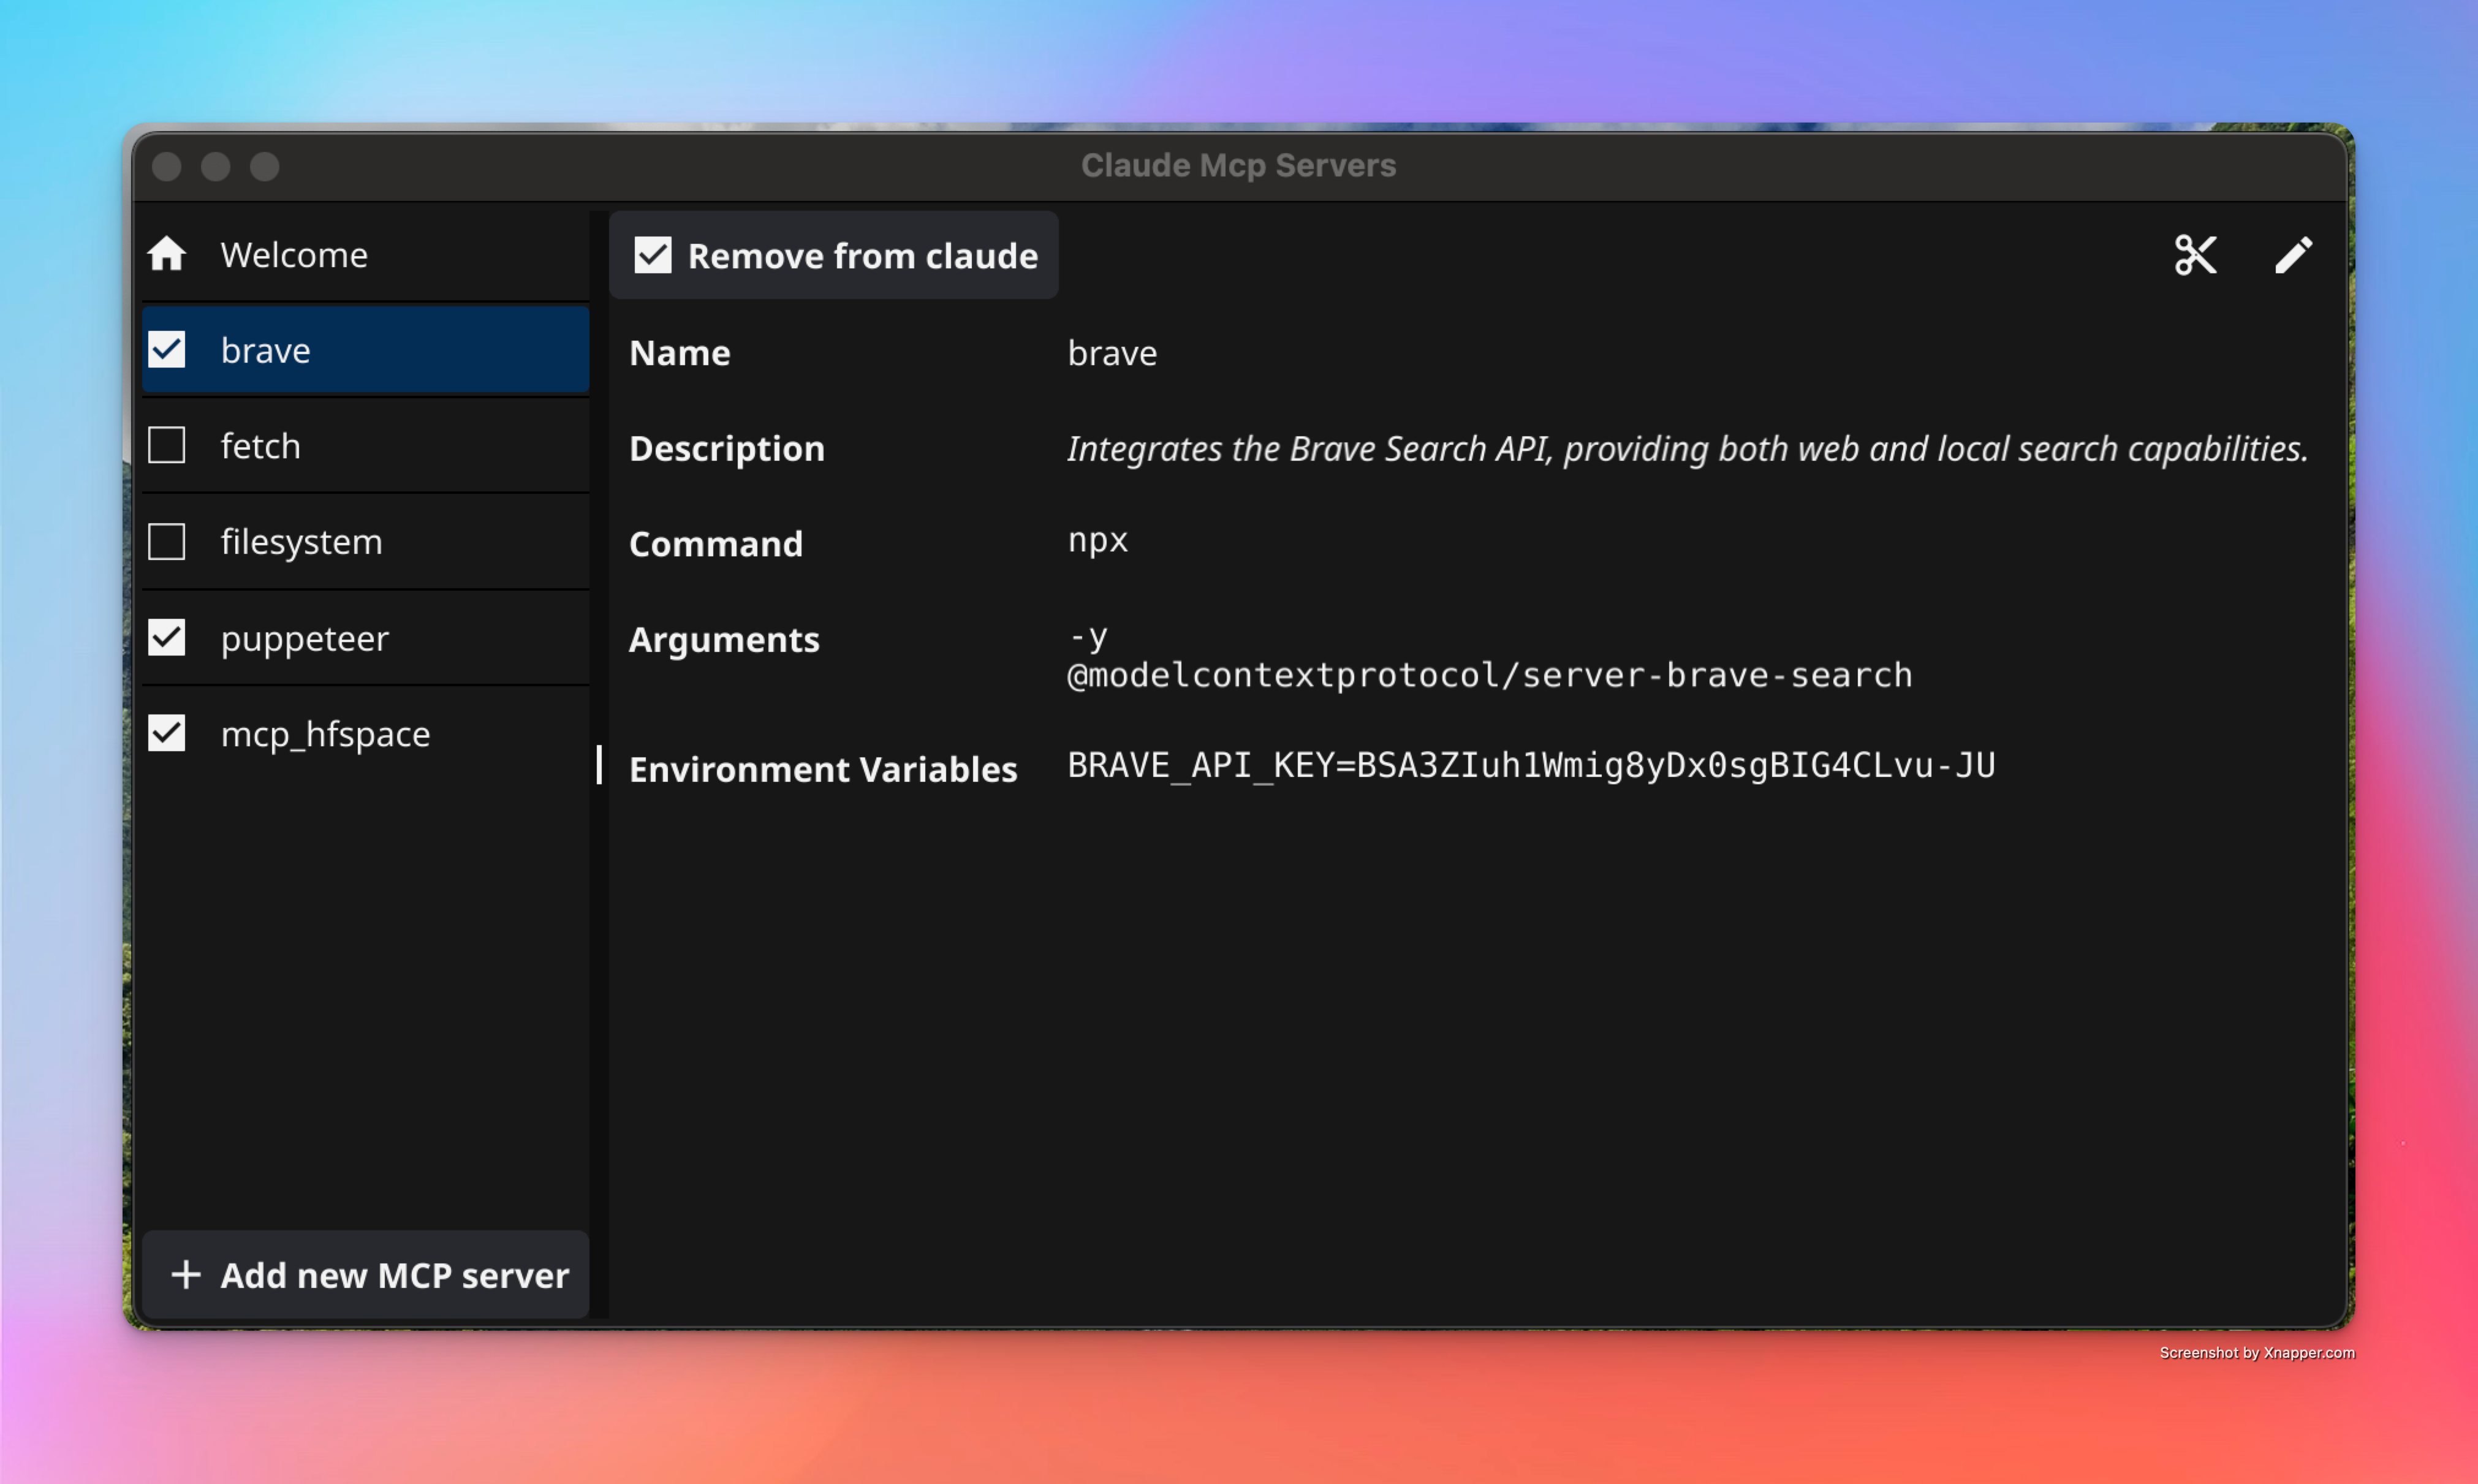 Claude Mcp Servers
Welcome
brave
fetch
filesystem
puppeteer
mcp_hfspace
Add new MCP server
Remove from claude
Name brave
Description Integrates the Brave Search API, providing both web and local search capabilities.
Command npx
Arguments -y
@modelcontextprotocol/server-brave-search
Environment Variables BRAVE_API_KEY=BSA3ZIuh1Wmig8yDx0sgBIG4CLvu-JU
Screenshot by Xnapper.com